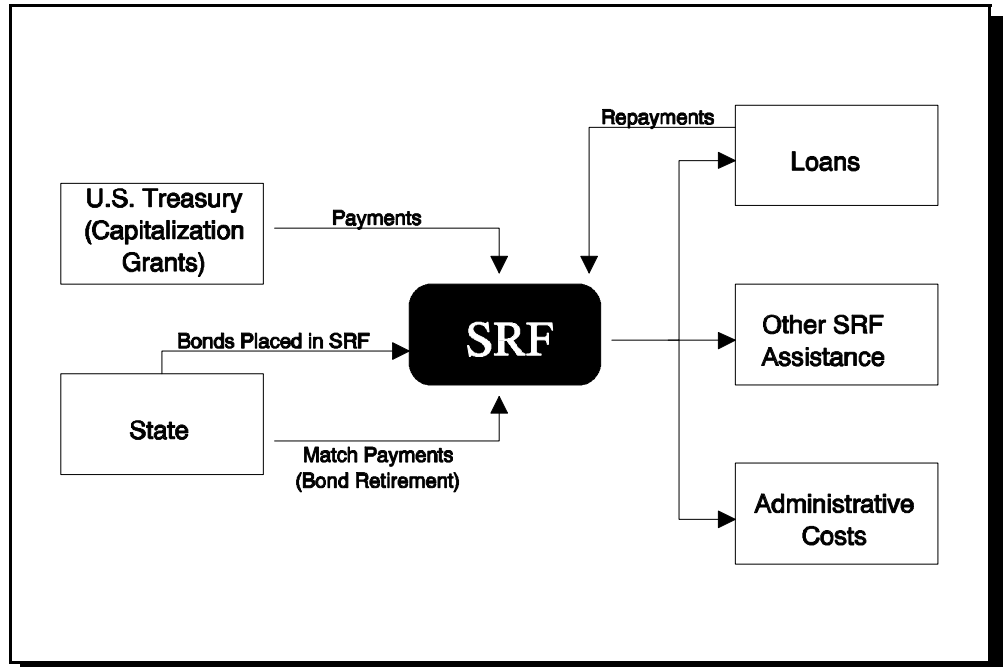 Repayments
Loans
U.S. Treasury
(Capitalization
Grants)
Payments
Bonds Placed in SRF
SRF
Other SRF
Assistance
State
Match Payments
(Bond Retirement)
Administrative
Costs